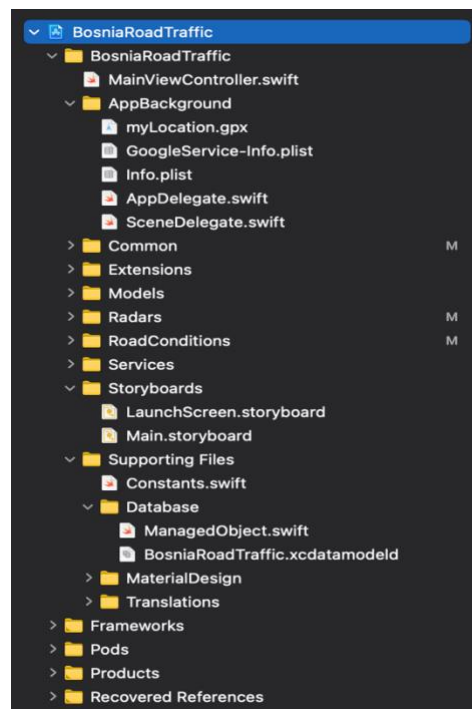 BosniaRoadTraffic
BosniaRoadTraffic
MainViewController.swift
AppBackground
myLocation.gpx
GoogleService-Info.plist
Info.plist
AppDelegate.swift
SceneDelegate.swift
Common M
Extensions
Models
Radars M
RoadConditions M
Services
Storyboards
LaunchScreen.storyboard
Main.storyboard
Supporting Files
Constants.swift
Database
ManagedObject.swift
BosniaRoadTraffic.xcdatamodeld
MaterialDesign
Translations
Frameworks
Pods
Products
Recovered References